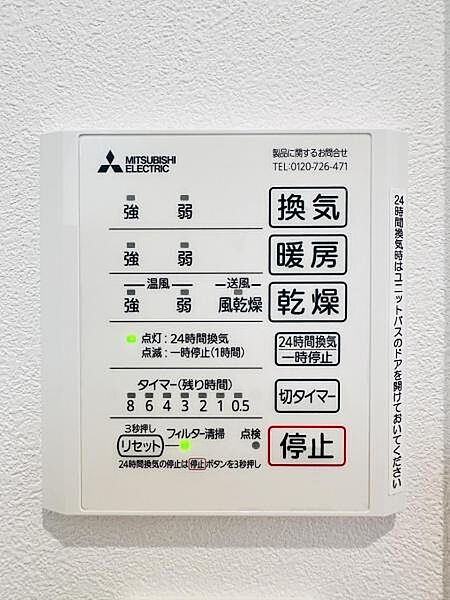 MITSUBISHI
ELECTRIC
製品に関するお問合せ
TEL:0120-726-471
強 弱 換気
強 弱 暖房
温風 送風
強 弱 風乾燥 乾燥
点灯:24時間換気
点滅:一時停止(1時間)
24時間換気
一時停止
タイマー(残り時間)
8 6 4 3 2 1 0.5
切タイマー
3秒押し
リセット フィルター清掃 点検
停止
24時間換気の停止は停止ボタンを3秒押し
24時間換気時はユニットバスのドアを開けておいてください